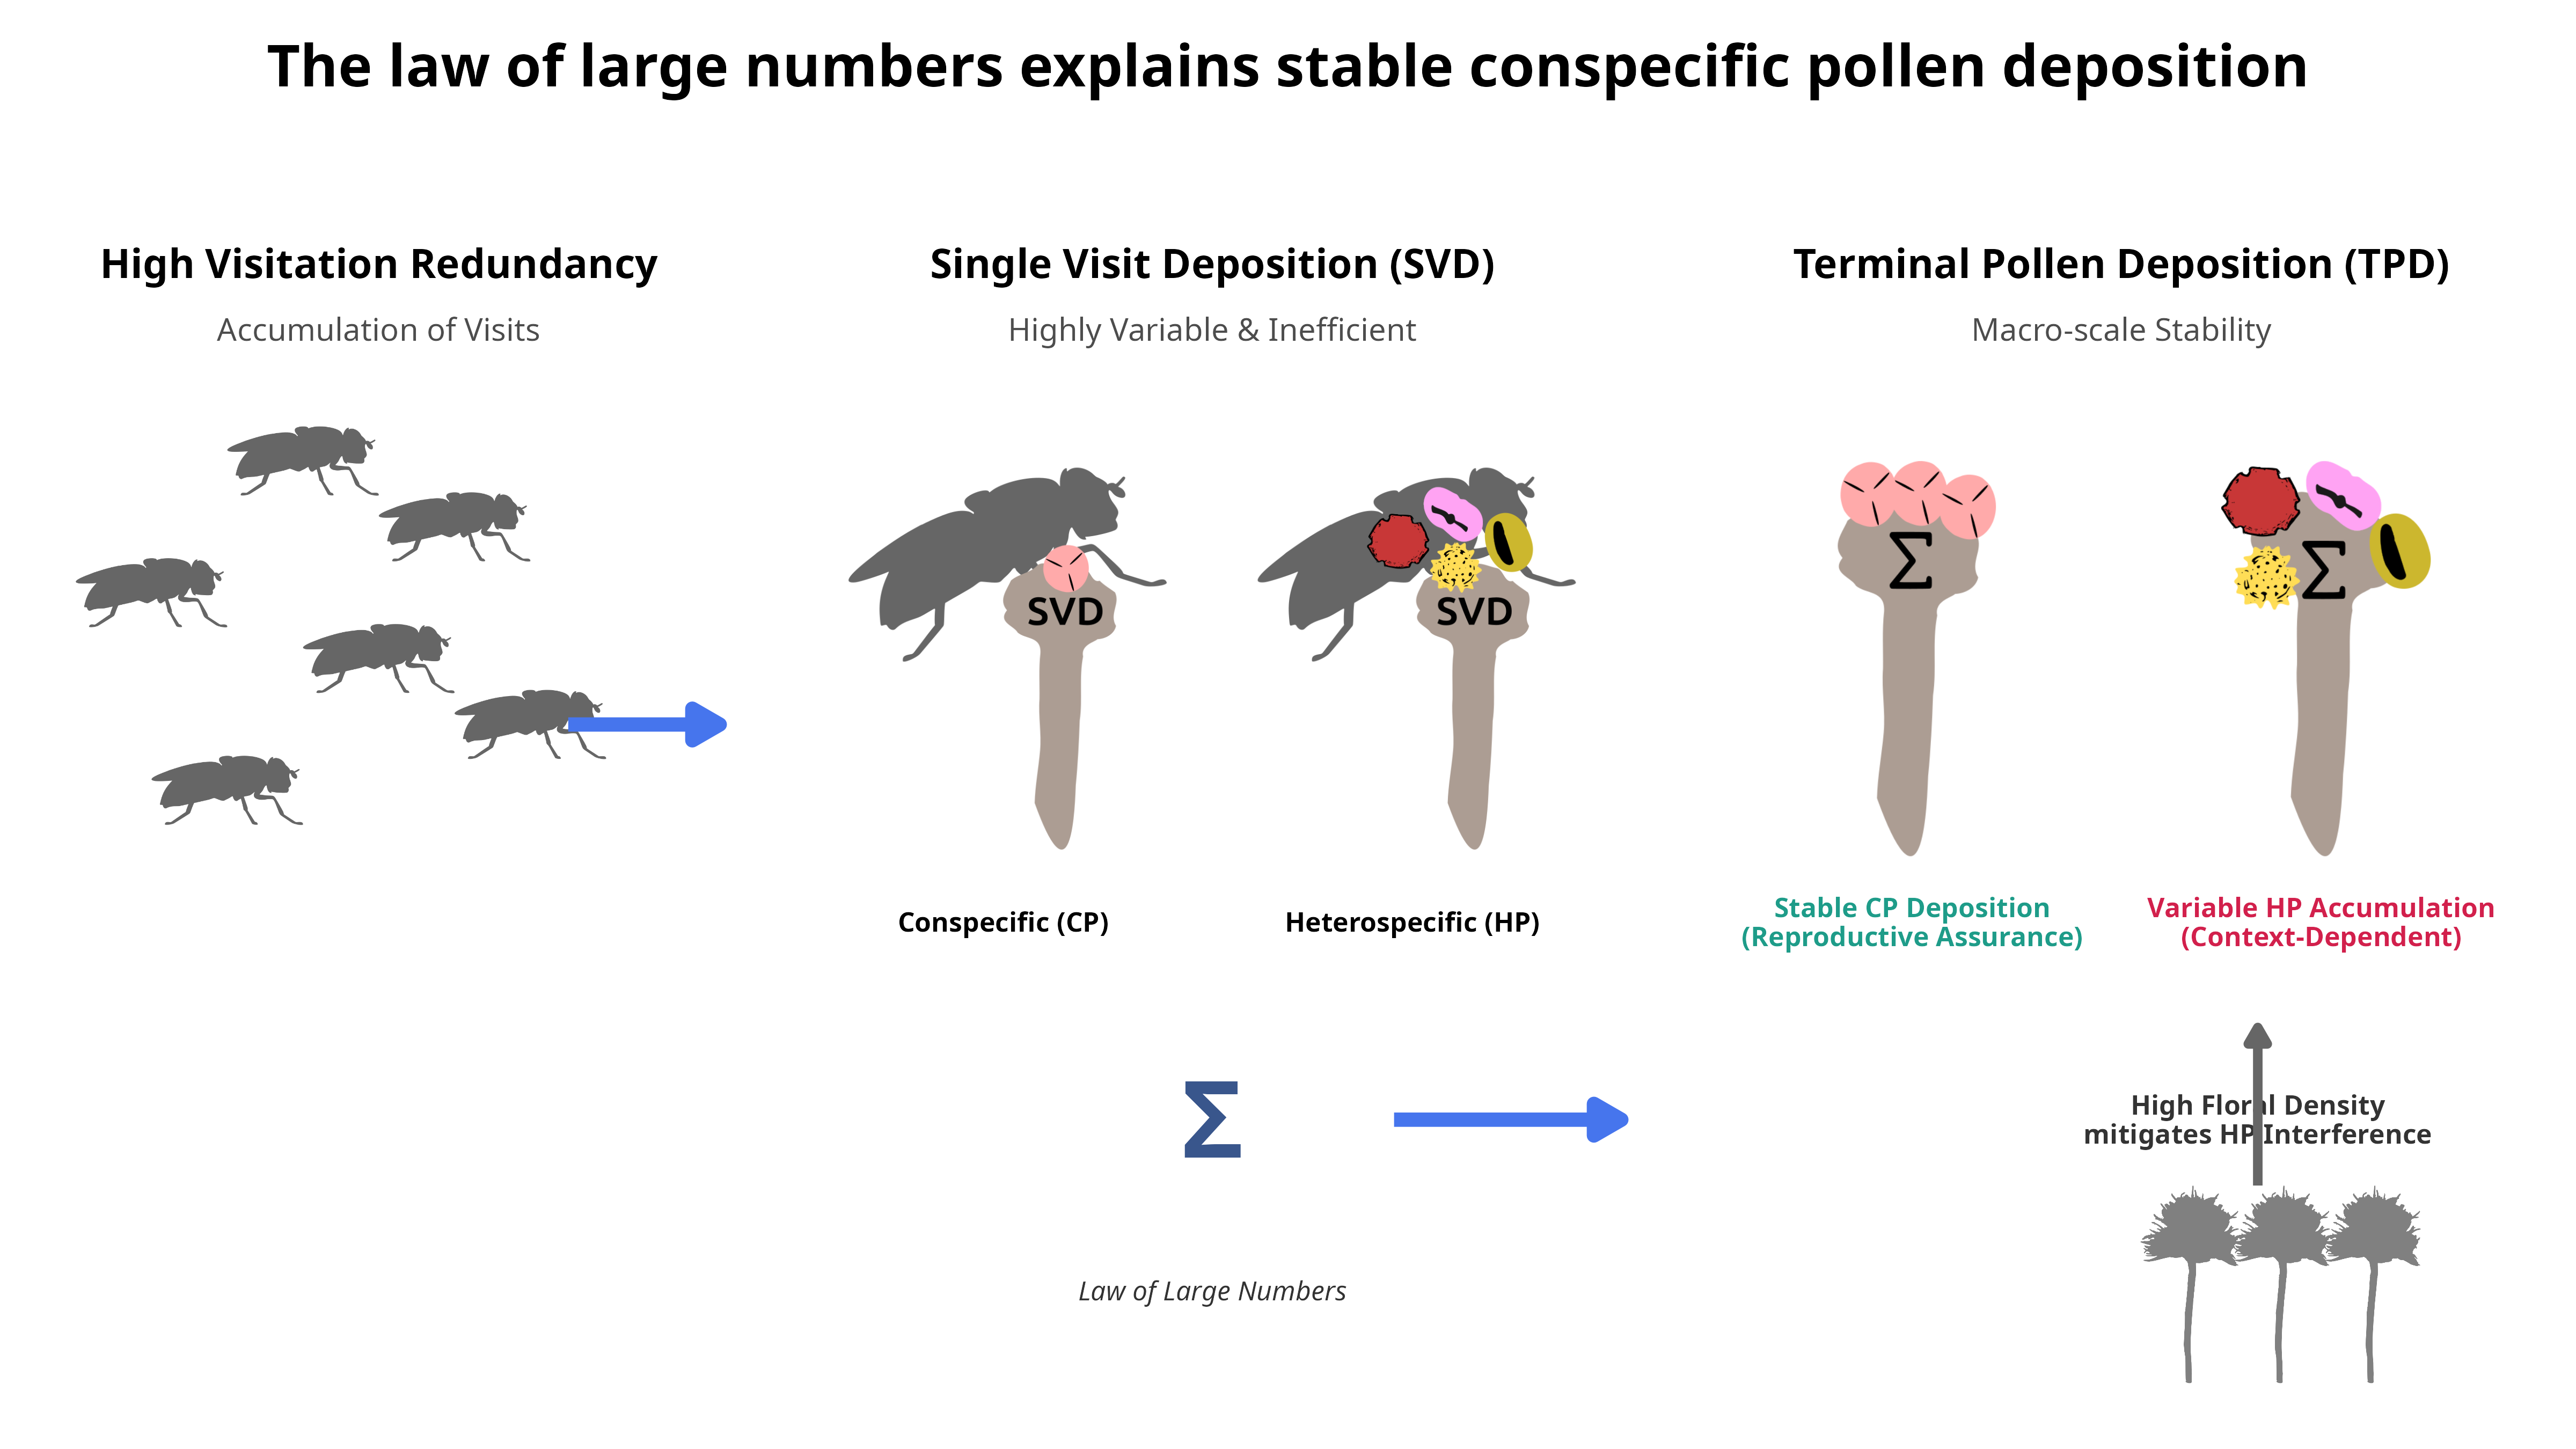 The law of large numbers explains stable conspecific pollen deposition
High Visitation Redundancy
Accumulation of Visits
Single Visit Deposition (SVD)
Highly Variable & Inefficient
Terminal Pollen Deposition (TPD)
Macro-scale Stability
SVD
SVD
Σ
Σ
Conspecific (CP)
Heterospecific (HP)
Stable CP Deposition
(Reproductive Assurance)
Variable HP Accumulation
(Context-Dependent)
Σ
High Floral Density
mitigates HP Interference
Law of Large Numbers